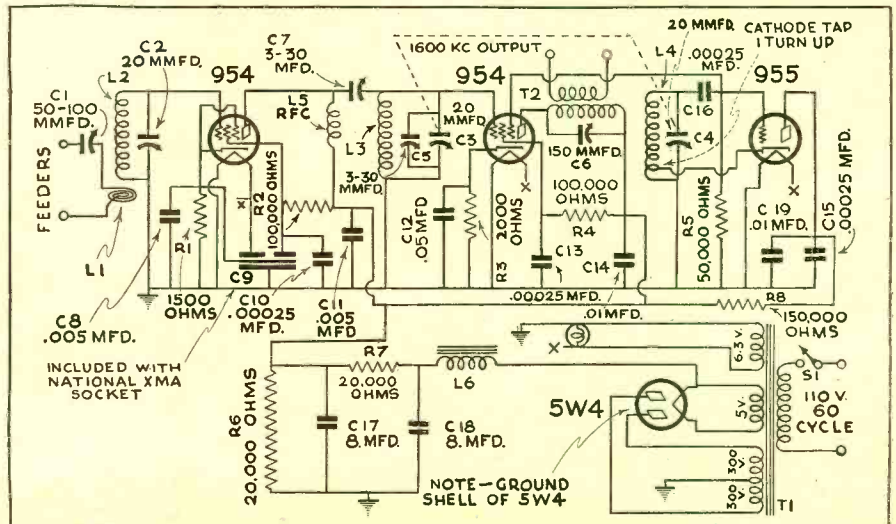 C1
50-100
MMFD.
L2
C2
20 MMFD.
954
C7
3-30
MFD.
L5
RFC
1600 KC OUTPUT
954
T2
L4
20 MMFD.
.00025
MFD.
CATHODE TAP
1 TURN UP
955
C16
C4
FEEDERS
L1
R1
X
R2
100,000
OHMS
L3
C5
3-30
MMFD.
20
MMFD
C3
X
150 MMFD.
C6
100,000
OHMS
R4
R5
50,000 OHMS
X
C19
.01 MFD.
C15
.00025 MFD.
C12
.05 MFD
2000
OHMS
R3
C13
C14
C8
.005 MFD.
1500
OHMS
C9
C10
.00025
MFD.
C11
.005
MFD
.00025 MFD.
.01 MFD.
R8
150,000
OHMS
INCLUDED WITH
NATIONAL XMA
SOCKET
R6
20,000 OHMS
R7
20,000
OHMS
C17
8. MFD.
C18
8. MFD.
L6
X
6.3 V.
5W4
5 V.
S1
110 V.
60
CYCLE
NOTE-GROUND
SHELL OF 5W4
300 V.
300 V.
T1